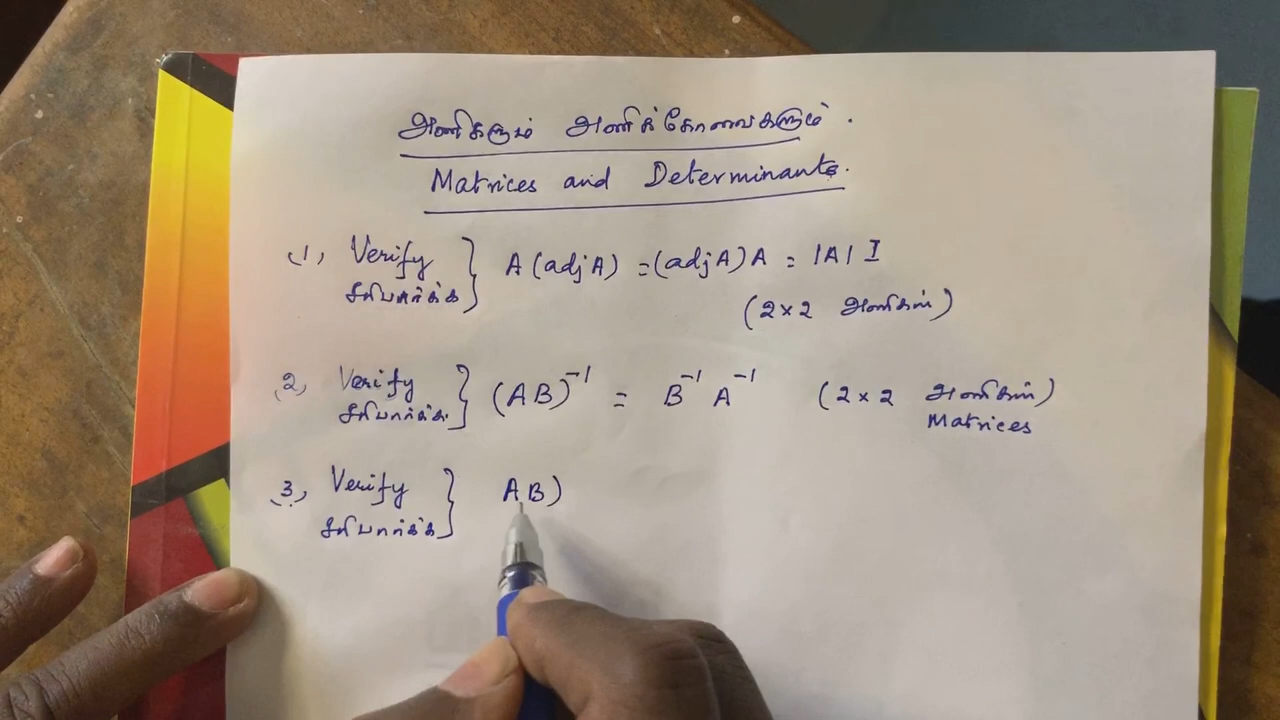 அணிகளும் அணிக்கோவைகளும்.
Matrices and Determinants.
(1) Verify } A(adjA) = (adjA)A = |A| I
சரிபார்க்க
(2×2 அணிகள்)
(2) Verify } (AB)⁻¹ = B⁻¹ A⁻¹ (2×2 அணிகள்)
சரிபார்க்க. Matrices
(3) Verify } AB)
சரிபார்க்க